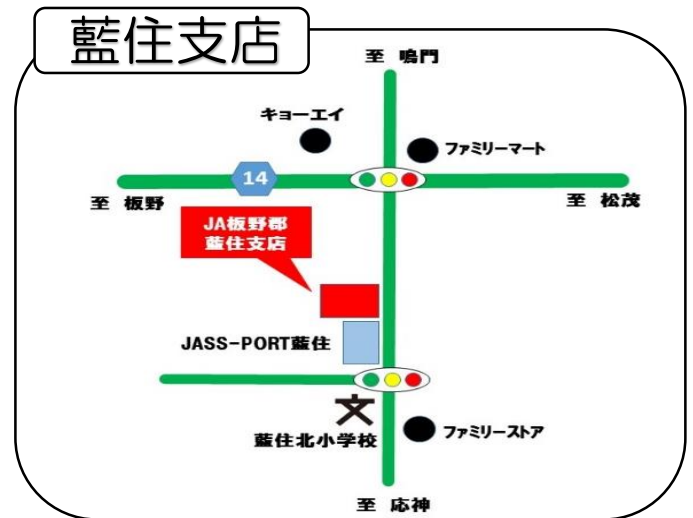 藍住支店
至 鳴門
キョーエイ
ファミリーマート
14
至 板野
至 松茂
JA板野郡
藍住支店
JASS-PORT藍住
文
藍住北小学校
ファミリーストア
至 応神